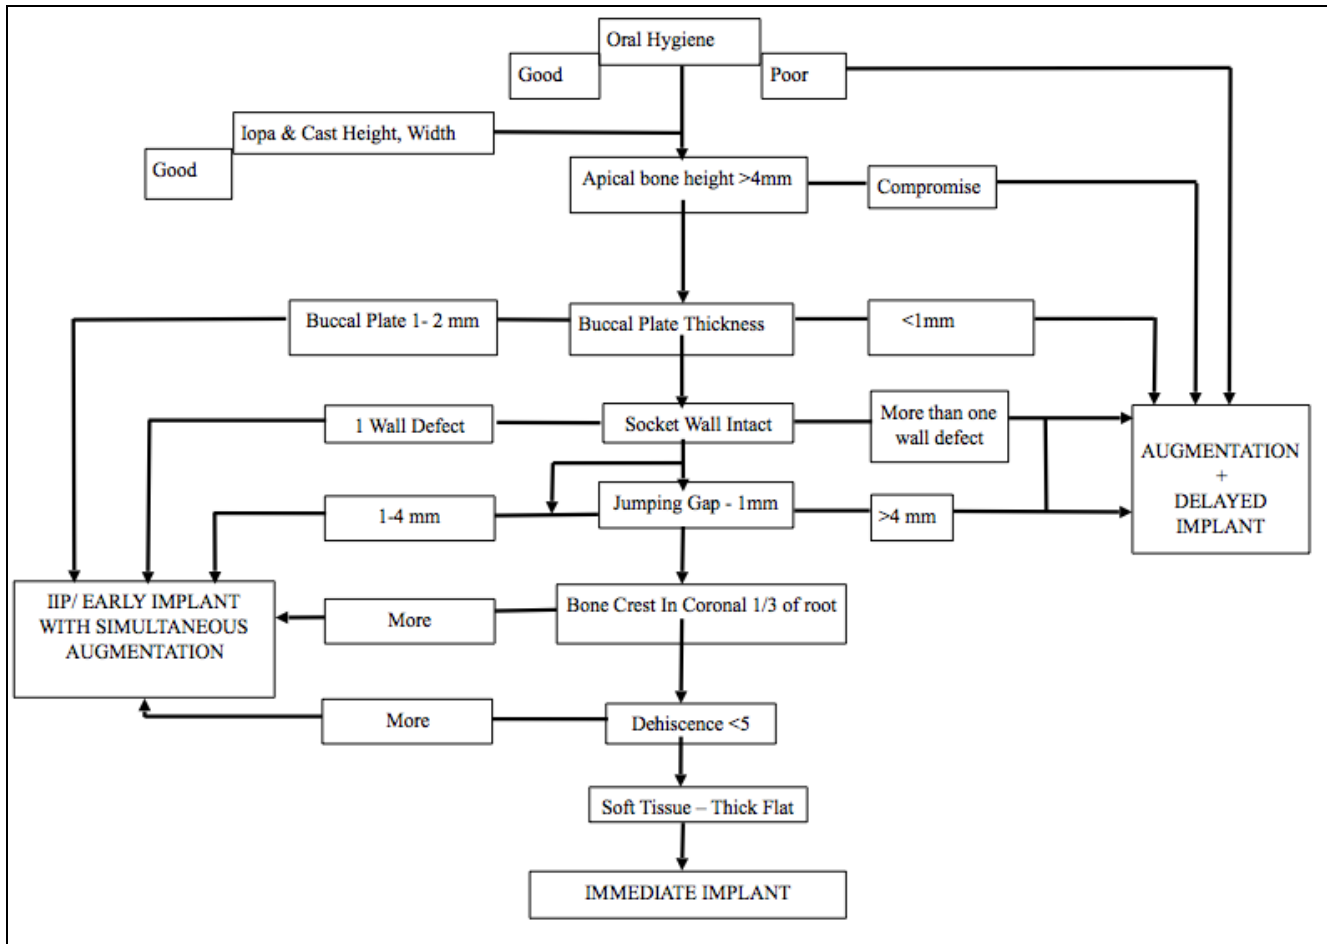 Oral Hygiene
Good
Poor
Iopa & Cast Height, Width
Good
Apical bone height >4mm
Compromise
Buccal Plate 1- 2 mm
Buccal Plate Thickness
<1mm
1 Wall Defect
Socket Wall Intact
More than one
wall defect
AUGMENTATION
+
DELAYED
IMPLANT
1-4 mm
Jumping Gap - 1mm
>4 mm
IIP/ EARLY IMPLANT
WITH SIMULTANEOUS
AUGMENTATION
More
Bone Crest In Coronal 1/3 of root
More
Dehiscence <5
Soft Tissue – Thick Flat
IMMEDIATE IMPLANT